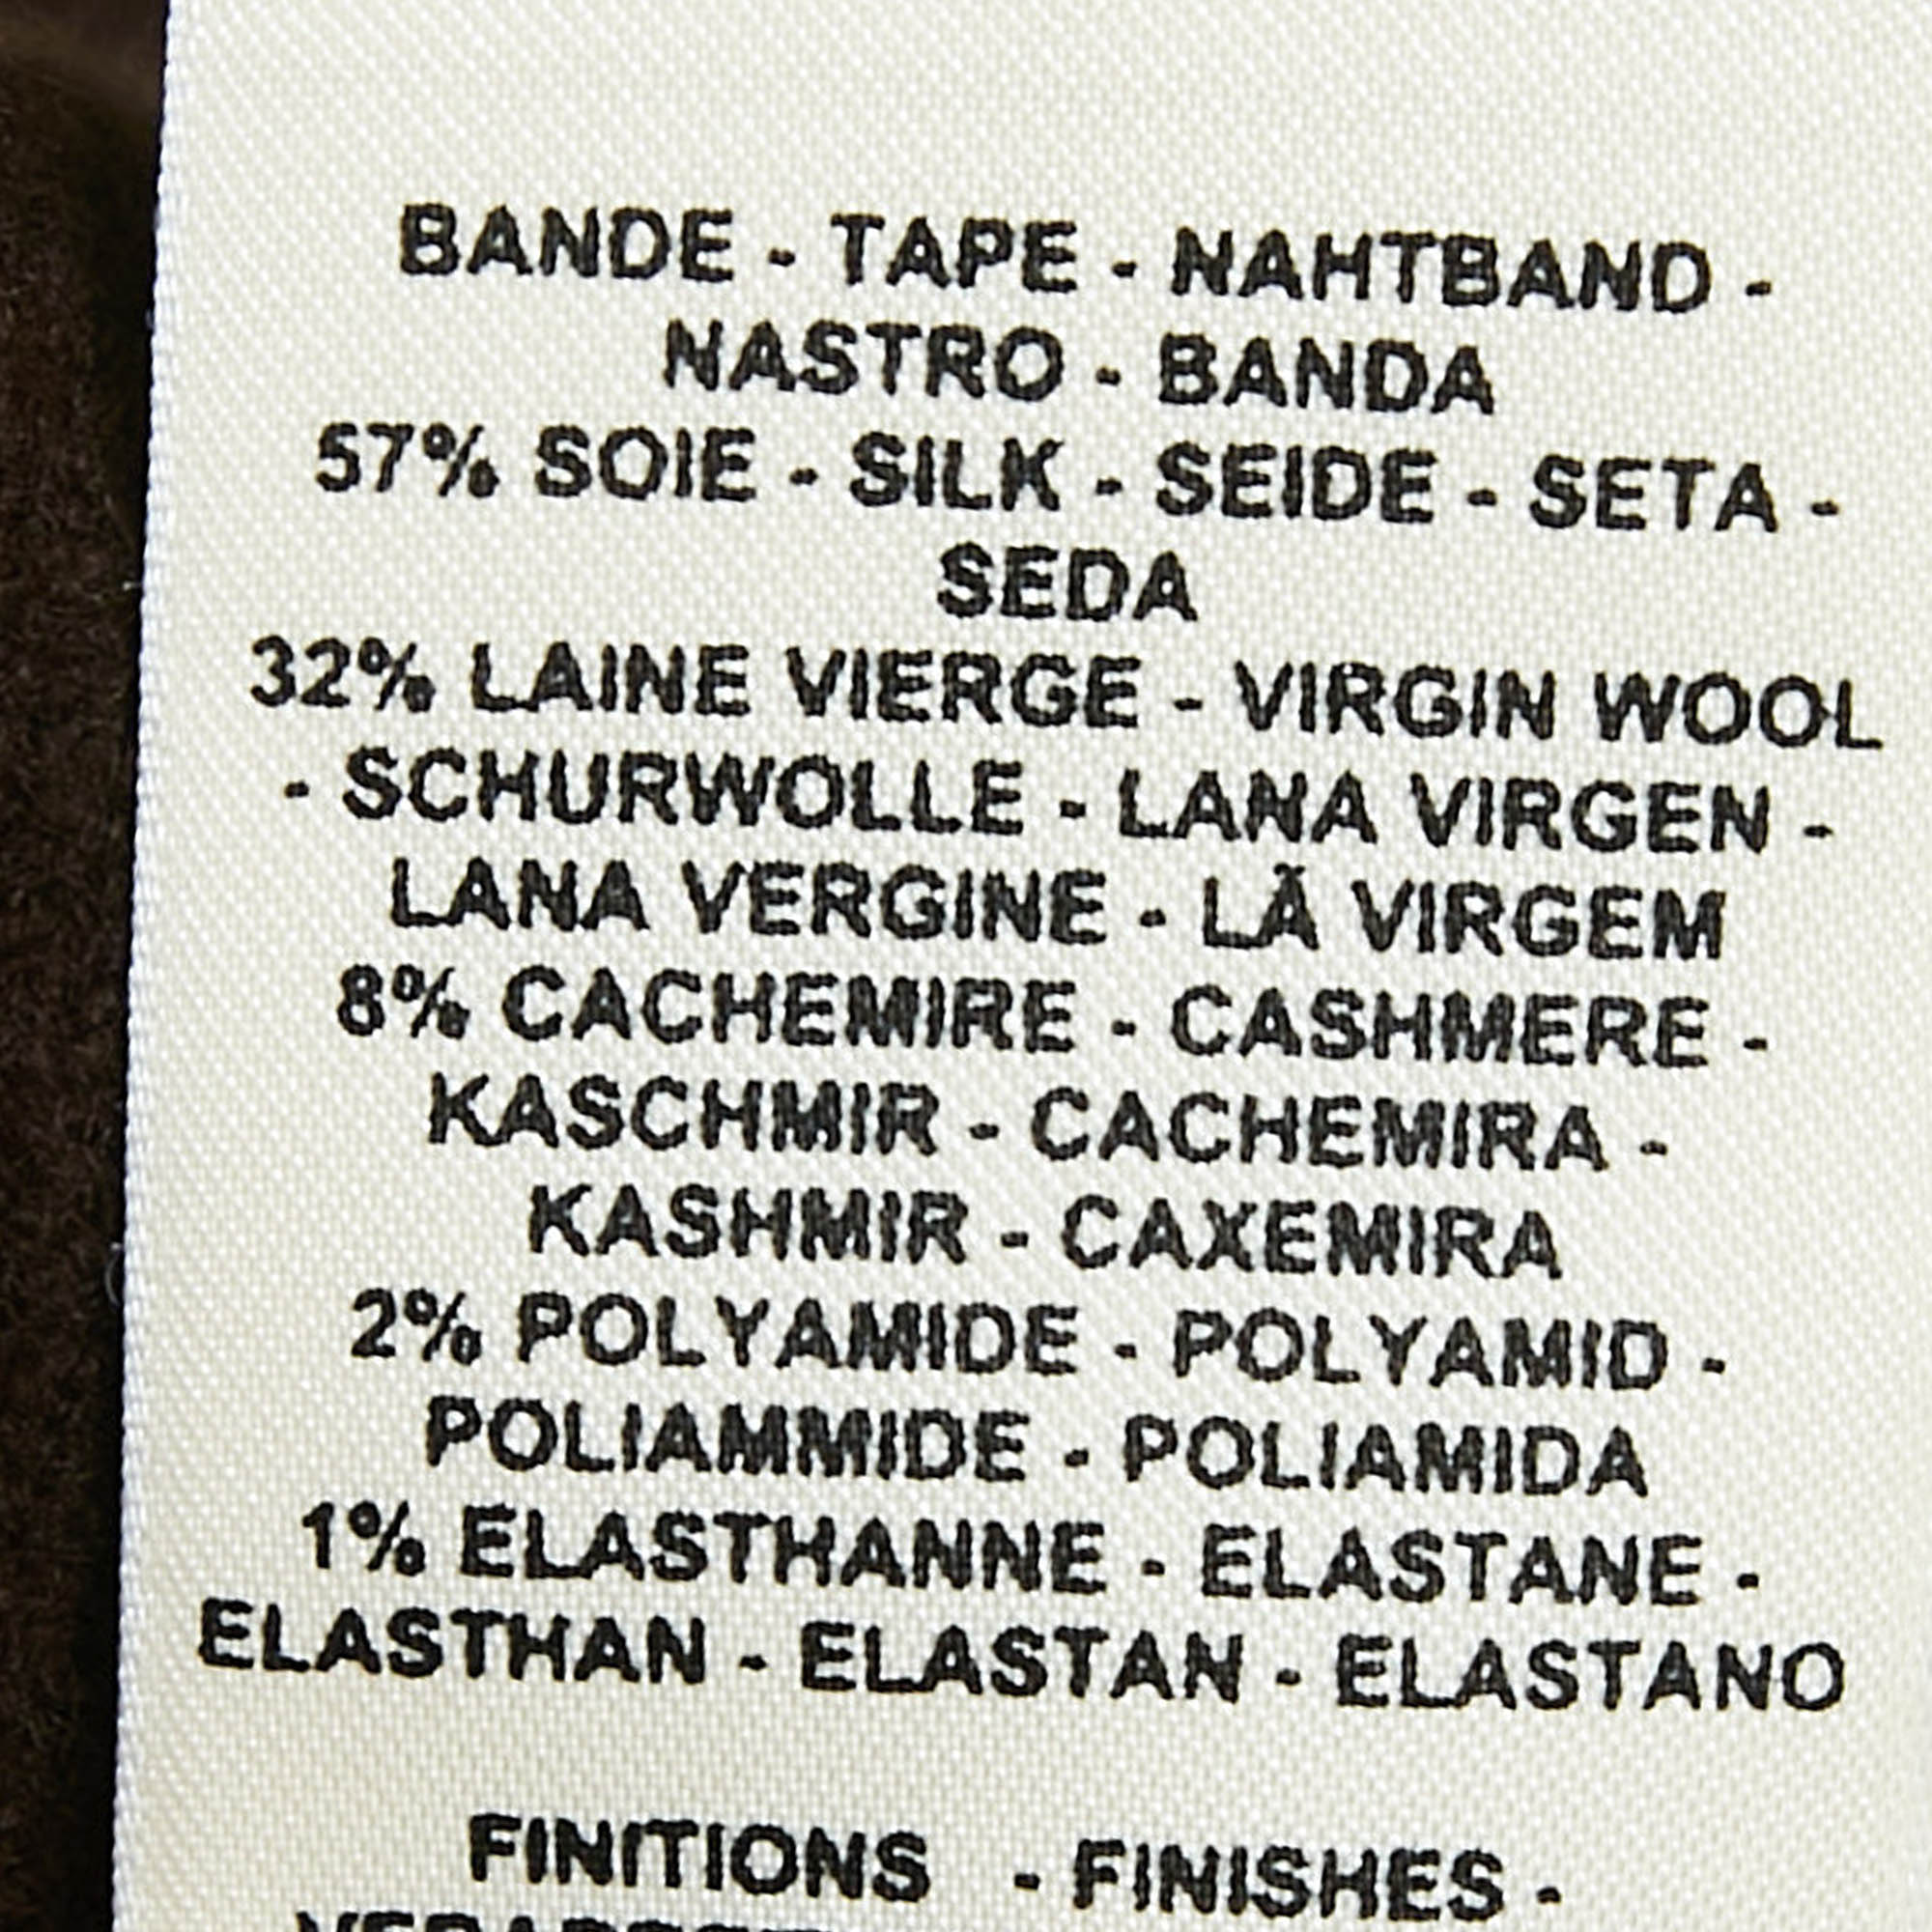 BANDE - TAPE - NAHTBAND -
NASTRO - BANDA
57% SOIE - SILK - SEIDE - SETA -
SEDA
32% LAINE VIERGE - VIRGIN WOOL
- SCHURWOLLE - LANA VIRGEN -
LANA VERGINE - LÃ VIRGEM
8% CACHEMIRE - CASHMERE -
KASCHMIR - CACHEMIRA -
KASHMIR - CAXEMIRA
2% POLYAMIDE - POLYAMID -
POLIAMMIDE - POLIAMIDA
1% ELASTHANNE - ELASTANE -
ELASTHAN - ELASTAN - ELASTANO
FINITIONS - FINISHES -